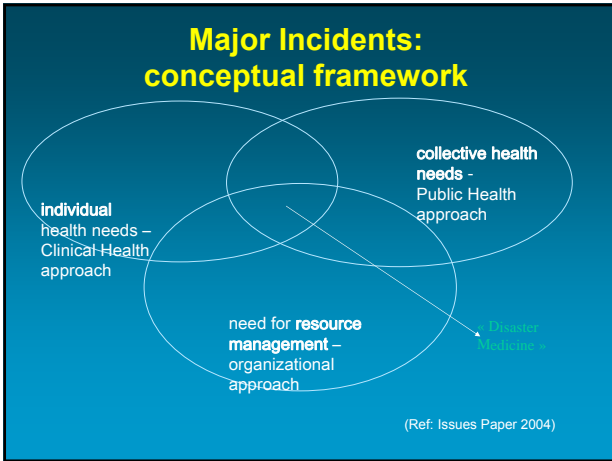 Major Incidents:
conceptual framework
individual
health needs –
Clinical Health
approach
collective health
needs -
Public Health
approach
need for resource
management –
organizational
approach
« Disaster
Medicine »
(Ref: Issues Paper 2004)